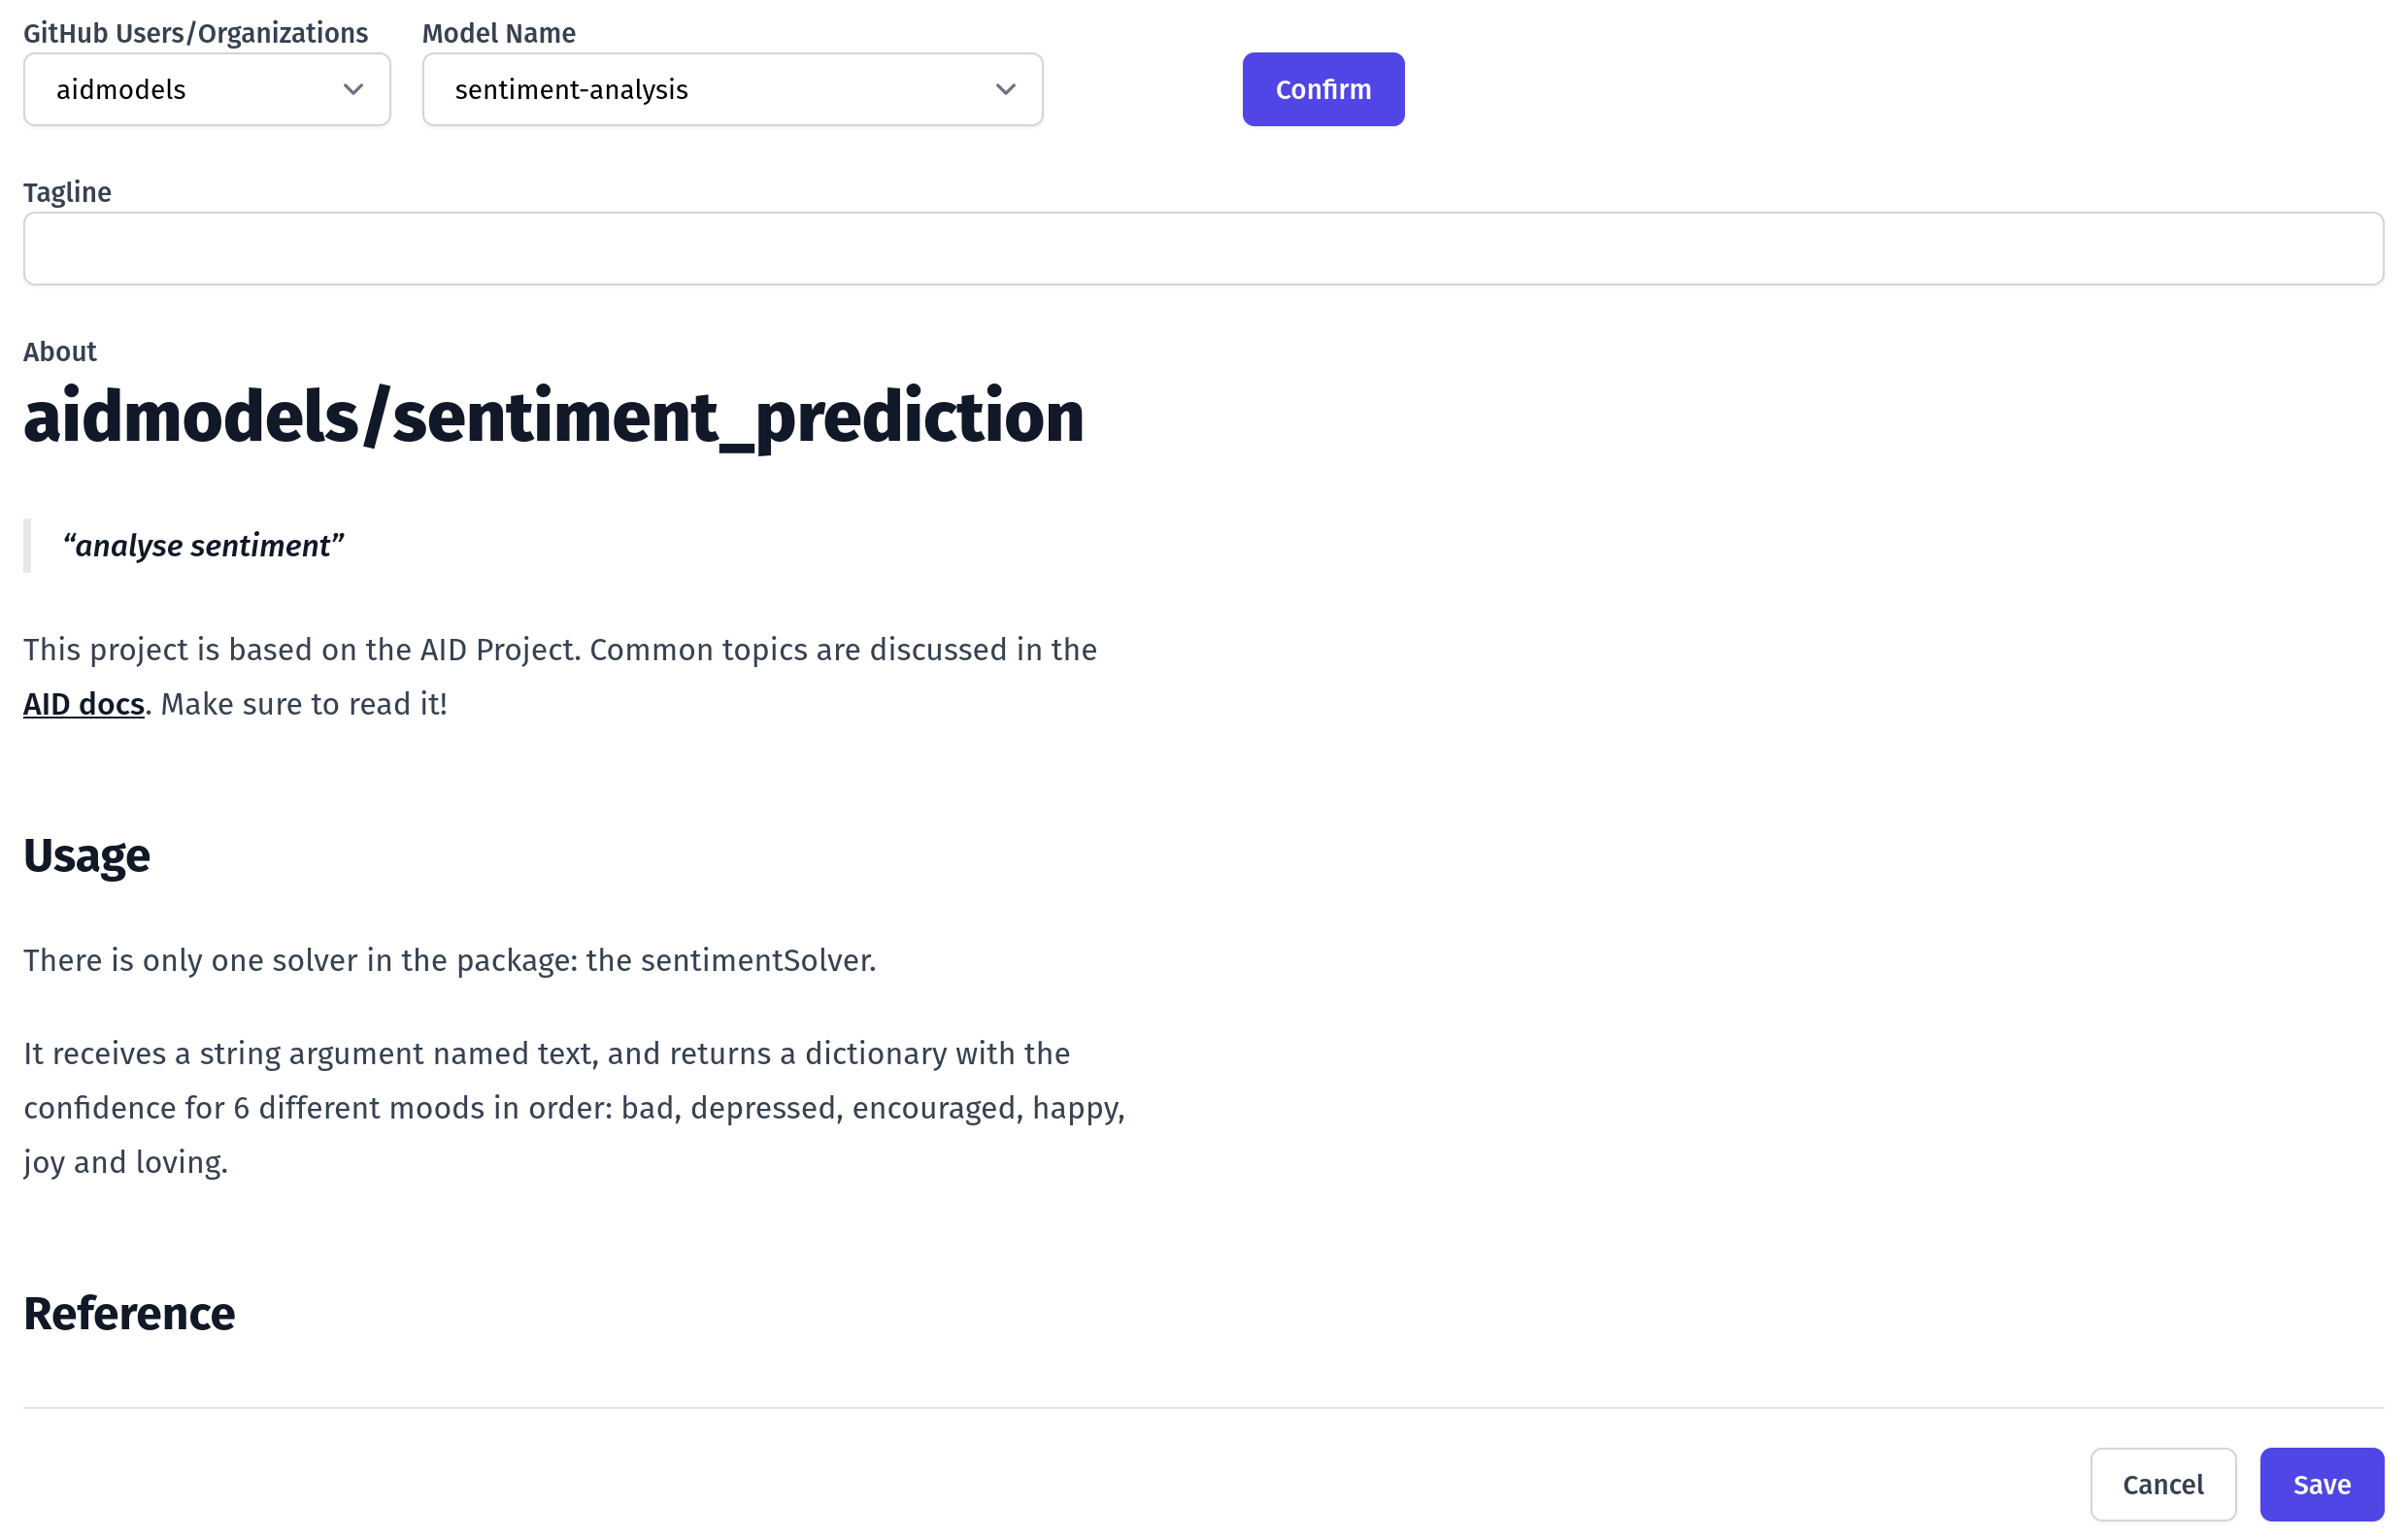 GitHub Users/Organizations
Model Name
aidmodels
sentiment-analysis
Confirm
Tagline
About
aidmodels/sentiment_prediction
“analyse sentiment”
This project is based on the AID Project. Common topics are discussed in the
AID docs. Make sure to read it!
Usage
There is only one solver in the package: the sentimentSolver.
It receives a string argument named text, and returns a dictionary with the
confidence for 6 different moods in order: bad, depressed, encouraged, happy,
joy and loving.
Reference
Cancel
Save